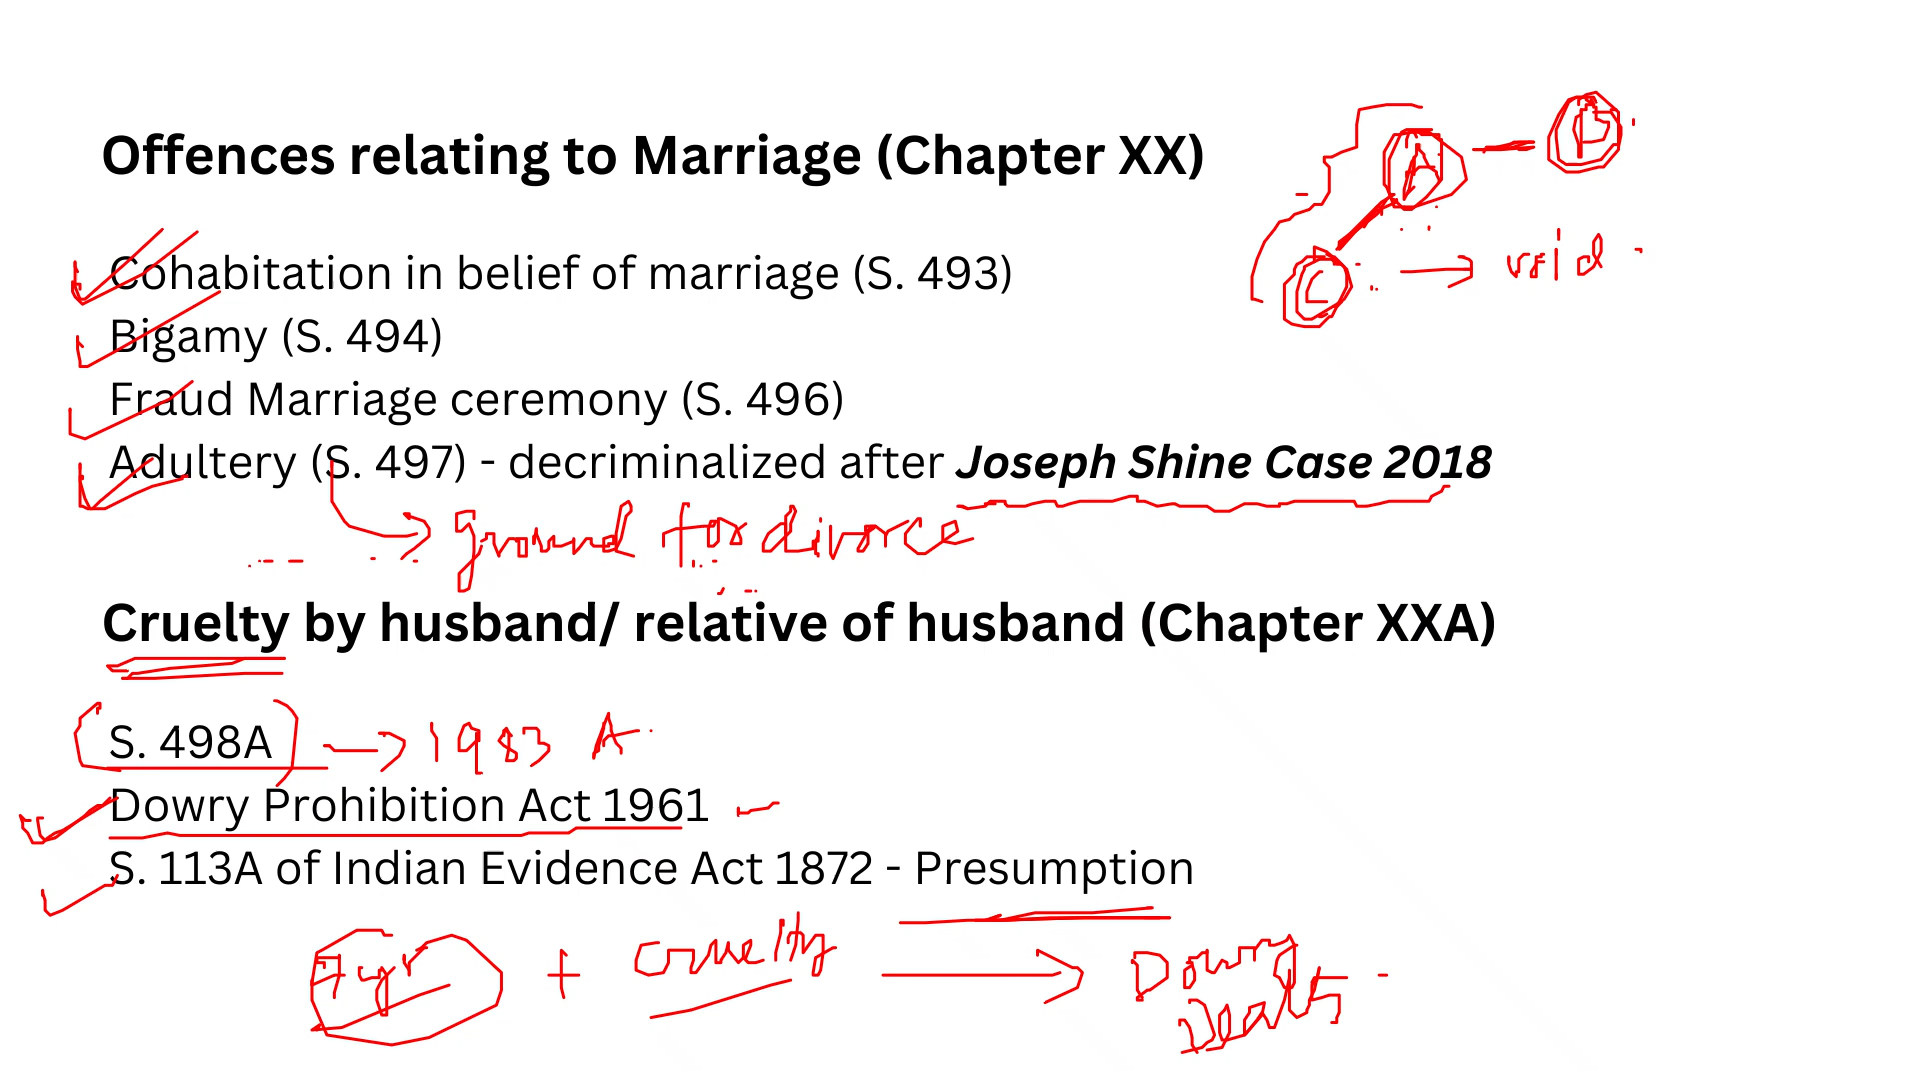 Offences relating to Marriage (Chapter XX)
A - B
C
→ void
Cohabitation in belief of marriage (S. 493)
Bigamy (S. 494)
Fraud Marriage ceremony (S. 496)
Adultery (S. 497) - decriminalized after Joseph Shine Case 2018
→ ground for divorce
Cruelty by husband/ relative of husband (Chapter XXA)
S. 498A → 1983 A
Dowry Prohibition Act 1961
S. 113A of Indian Evidence Act 1872 - Presumption
7 yr + cruelty → Dowry
Death